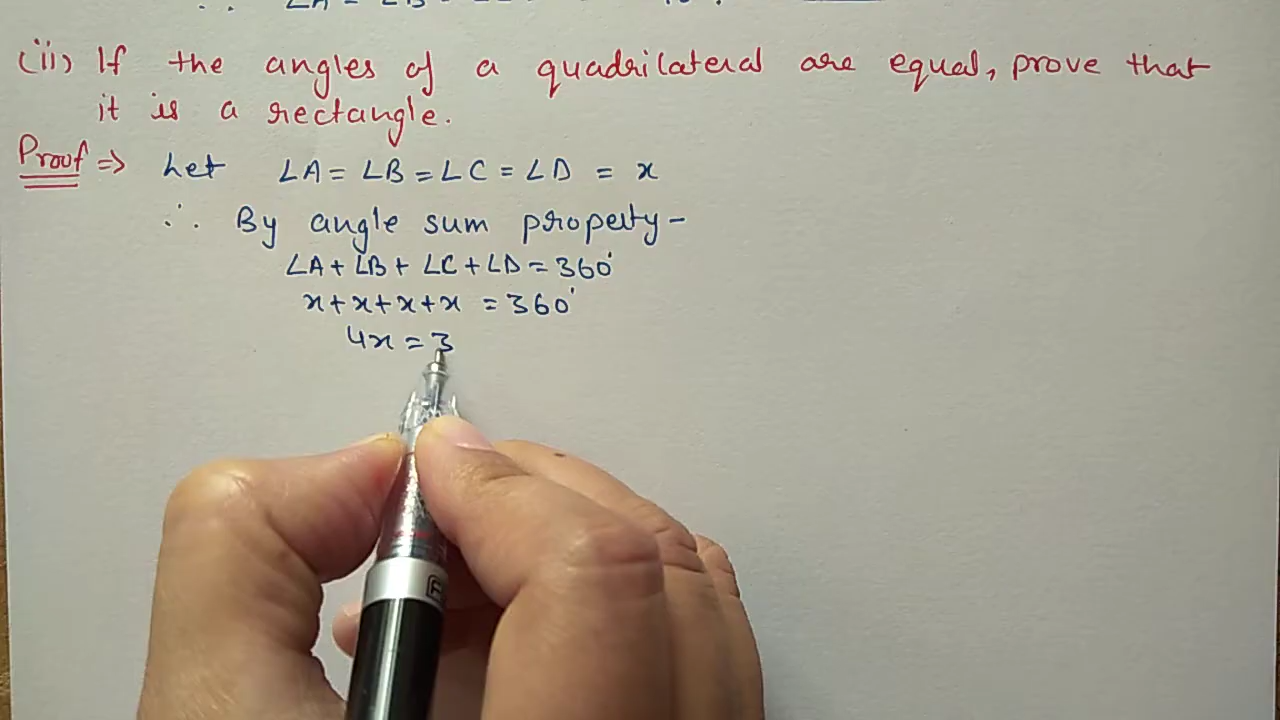 (ii) If the angles of a quadrilateral are equal, prove that
it is a rectangle.
Proof ⇒ Let ∠A = ∠B = ∠C = ∠D = x
∴ By angle sum property-
∠A + ∠B + ∠C + ∠D = 360°
x + x + x + x = 360°
4x = 3